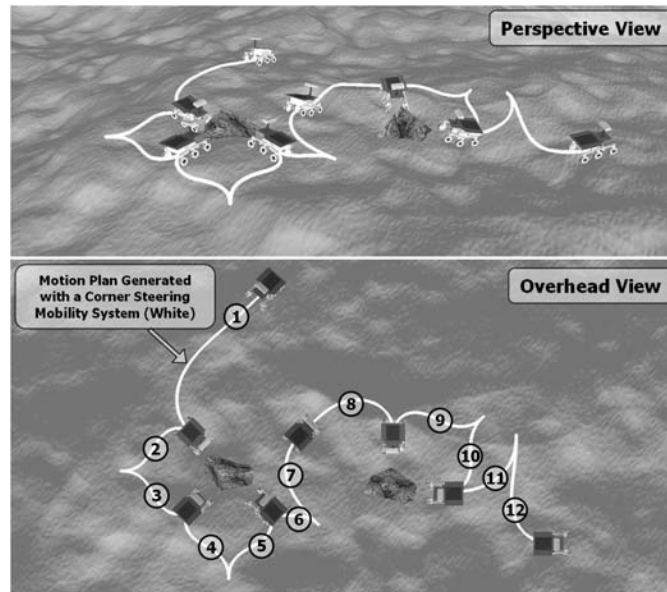 Perspective View
Motion Plan Generated
with a Corner Steering
Mobility System (White)
Overhead View
1
2
3
4
5
6
7
8
9
10
11
12